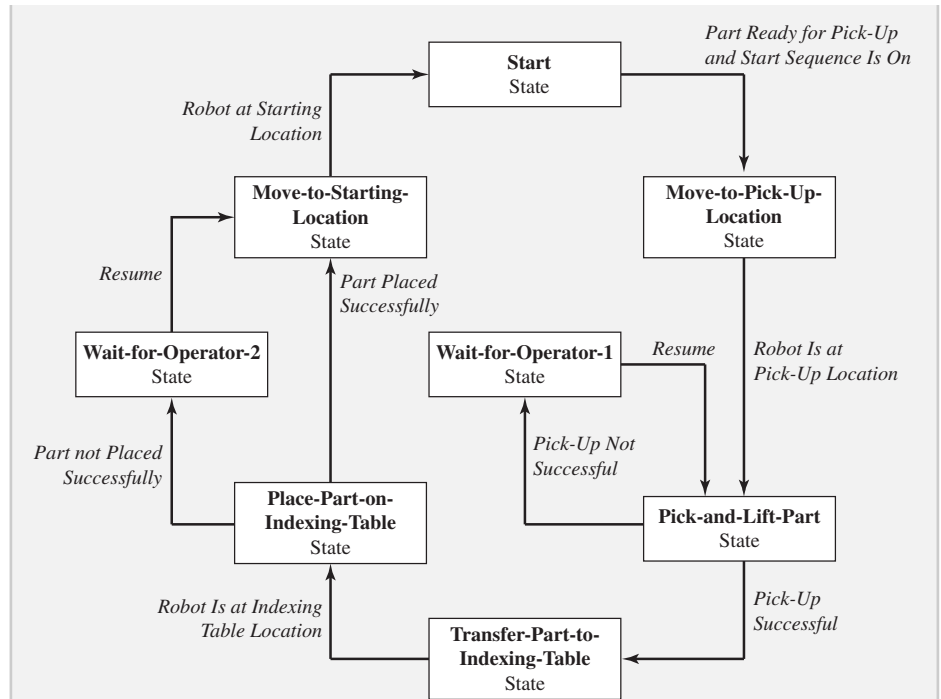 Part Ready for Pick-Up
and Start Sequence Is On
Start
State
Robot at Starting
Location
Move-to-Starting-
Location
State
Move-to-Pick-Up-
Location
State
Resume
Part Placed
Successfully
Wait-for-Operator-2
State
Wait-for-Operator-1
State
Resume
Robot Is at
Pick-Up Location
Part not Placed
Successfully
Pick-Up Not
Successful
Place-Part-on-
Indexing-Table
State
Pick-and-Lift-Part
State
Robot Is at Indexing
Table Location
Pick-Up
Successful
Transfer-Part-to-
Indexing-Table
State